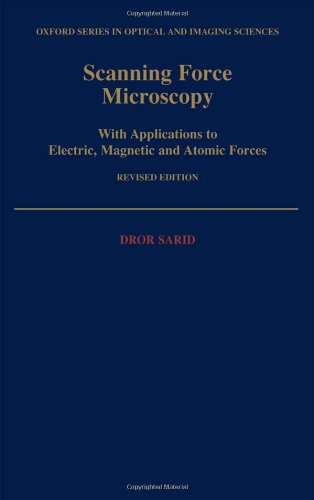 OXFORD SERIES IN OPTICAL AND IMAGING SCIENCES
Scanning Force
Microscopy
With Applications to
Electric, Magnetic and Atomic Forces
REVISED EDITION
DROR SARID